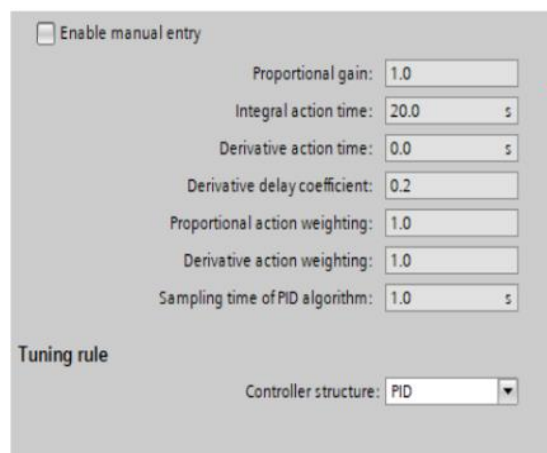 Enable manual entry
Proportional gain: 1.0
Integral action time: 20.0 s
Derivative action time: 0.0 s
Derivative delay coefficient: 0.2
Proportional action weighting: 1.0
Derivative action weighting: 1.0
Sampling time of PID algorithm: 1.0 s
Tuning rule
Controller structure: PID